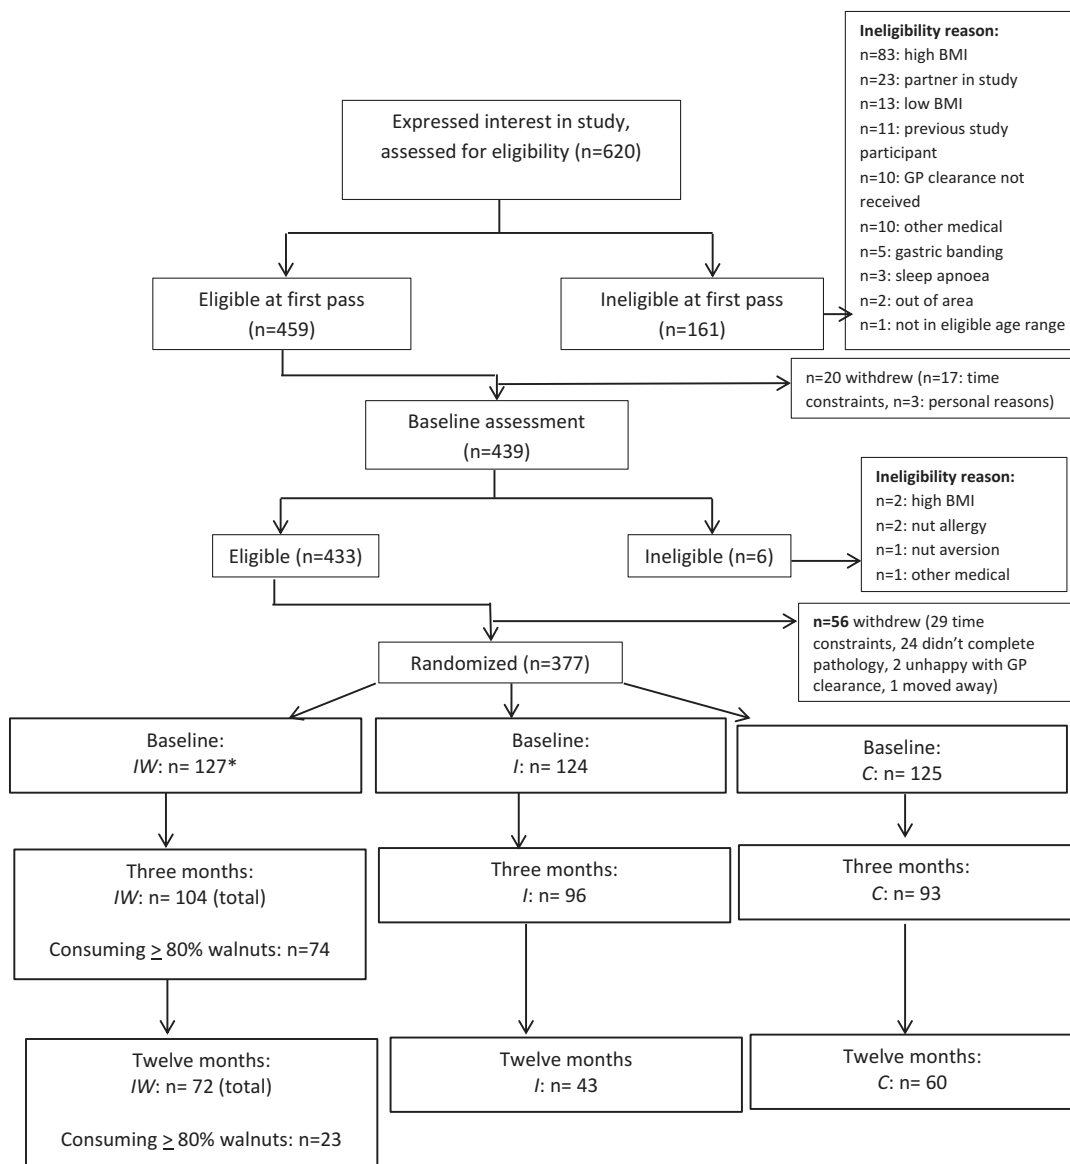 Ineligibility reason:
n=83: high BMI
n=23: partner in study
n=13: low BMI
n=11: previous study
participant
n=10: GP clearance not
received
n=10: other medical
n=5: gastric banding
n=3: sleep apnoea
n=2: out of area
n=1: not in eligible age range
Expressed interest in study,
assessed for eligibility (n=620)
Eligible at first pass
(n=459)
Ineligible at first pass
(n=161)
n=20 withdrew (n=17: time
constraints, n=3: personal reasons)
Baseline assessment
(n=439)
Ineligibility reason:
n=2: high BMI
n=2: nut allergy
n=1: nut aversion
n=1: other medical
Eligible (n=433)
Ineligible (n=6)
n=56 withdrew (29 time
constraints, 24 didn't complete
pathology, 2 unhappy with GP
clearance, 1 moved away)
Randomized (n=377)
Baseline:
IW: n= 127*
Baseline:
I: n= 124
Baseline:
C: n= 125
Three months:
IW: n= 104 (total)
Consuming ≥ 80% walnuts: n=74
Three months:
I: n= 96
Three months:
C: n= 93
Twelve months:
IW: n= 72 (total)
Consuming ≥ 80% walnuts: n=23
Twelve months
I: n= 43
Twelve months:
C: n= 60